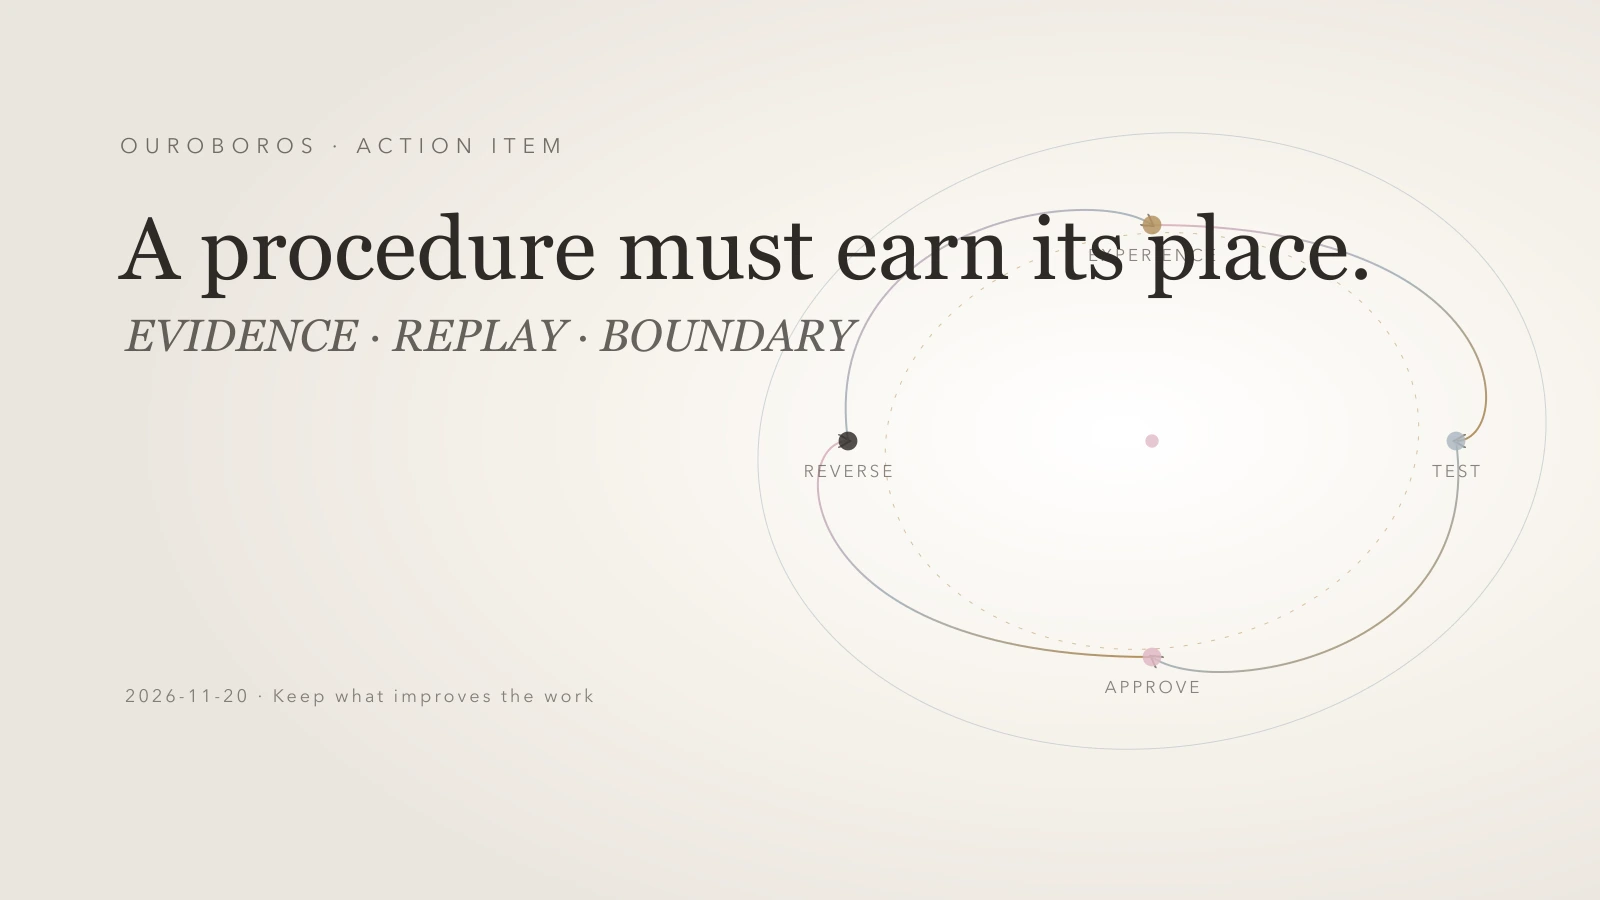 OUROBOROS · ACTION ITEM
A procedure must earn its place.
EXPERIENCE
EVIDENCE · REPLAY · BOUNDARY
REVERSE
TEST
APPROVE
2026-11-20 · Keep what improves the work